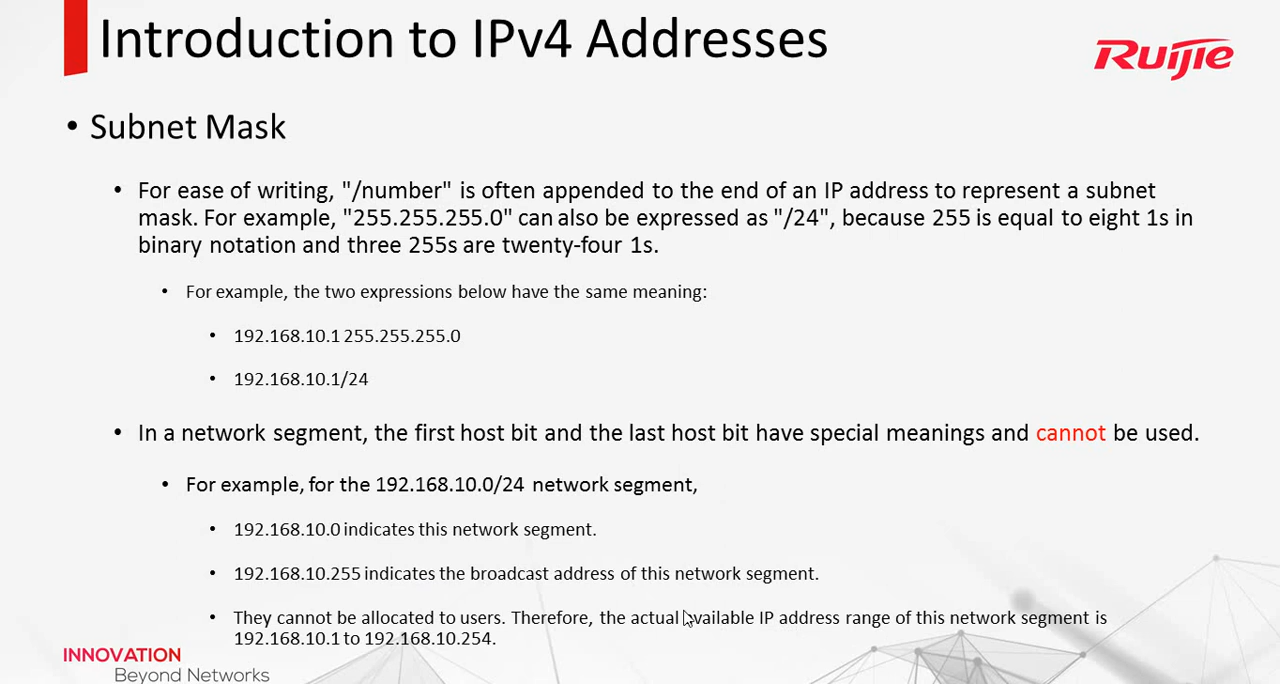 Introduction to IPv4 Addresses
Ruijie
• Subnet Mask
• For ease of writing, "/number" is often appended to the end of an IP address to represent a subnet
mask. For example, "255.255.255.0" can also be expressed as "/24", because 255 is equal to eight 1s in
binary notation and three 255s are twenty-four 1s.
• For example, the two expressions below have the same meaning:
• 192.168.10.1 255.255.255.0
• 192.168.10.1/24
• In a network segment, the first host bit and the last host bit have special meanings and cannot be used.
• For example, for the 192.168.10.0/24 network segment,
• 192.168.10.0 indicates this network segment.
• 192.168.10.255 indicates the broadcast address of this network segment.
• They cannot be allocated to users. Therefore, the actual available IP address range of this network segment is
192.168.10.1 to 192.168.10.254.
INNOVATION
Beyond Networks